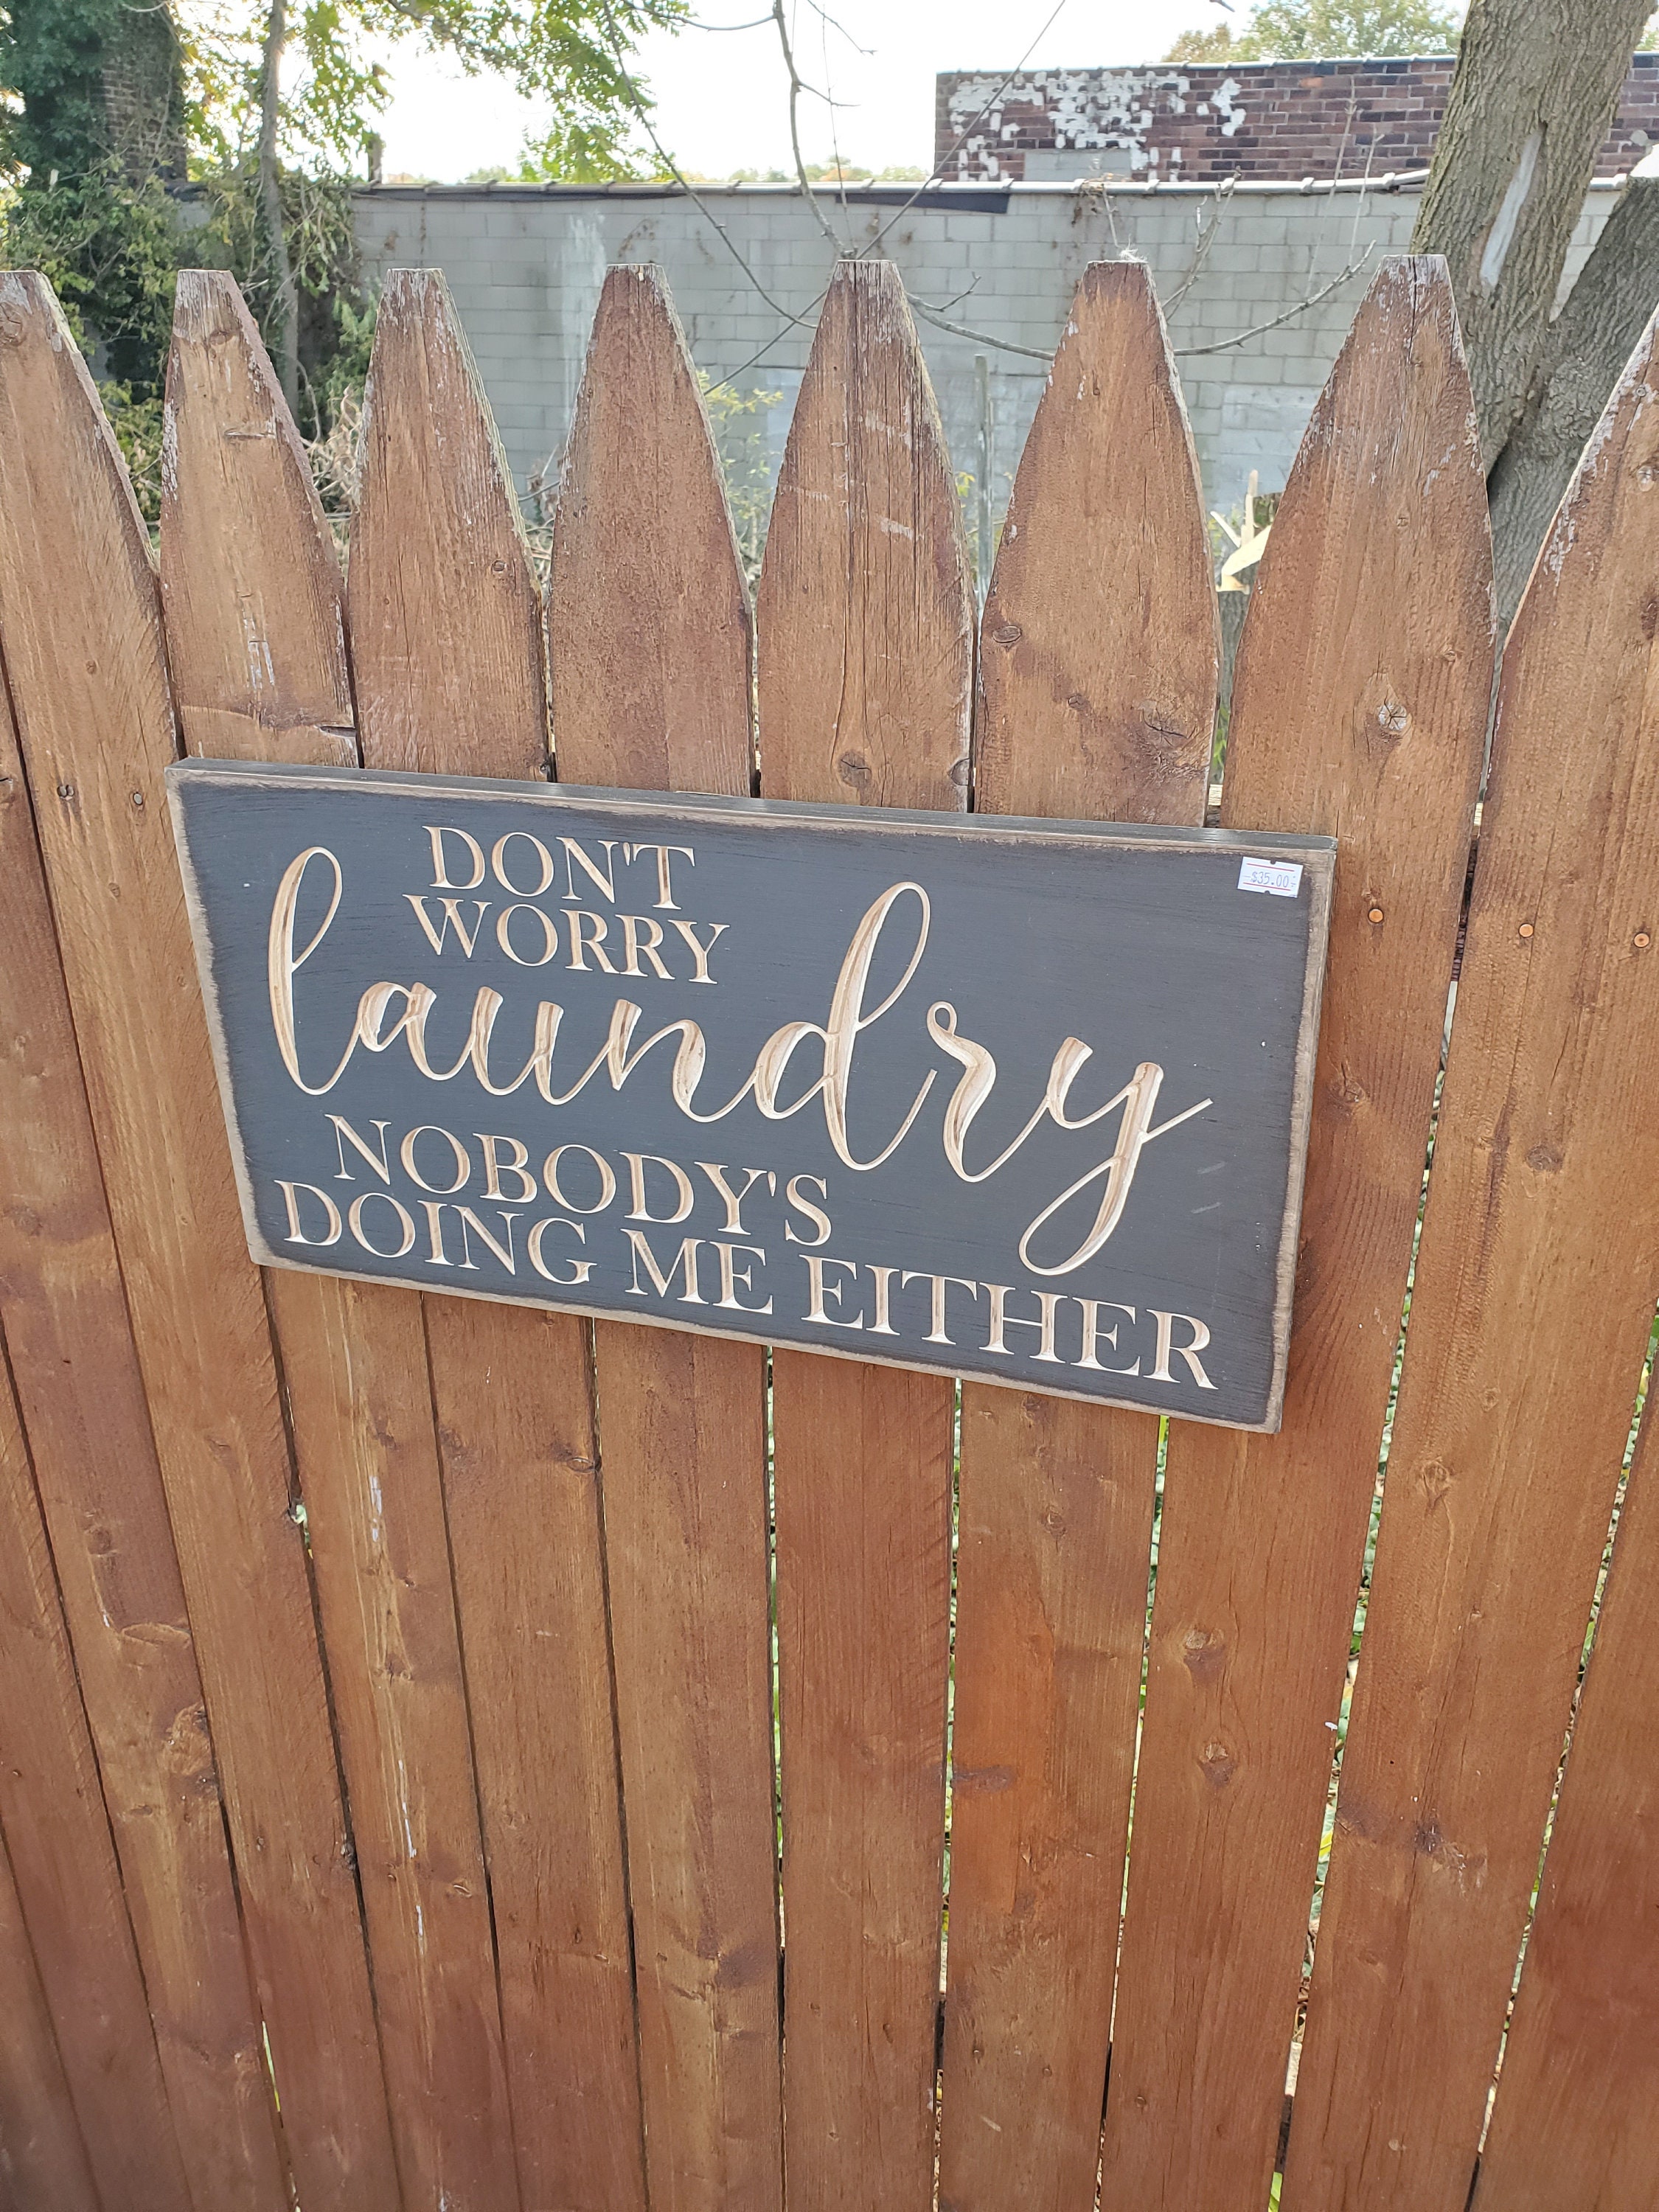 DON'T
WORRY
laundry
NOBODY'S
DOING ME EITHER
$35.00